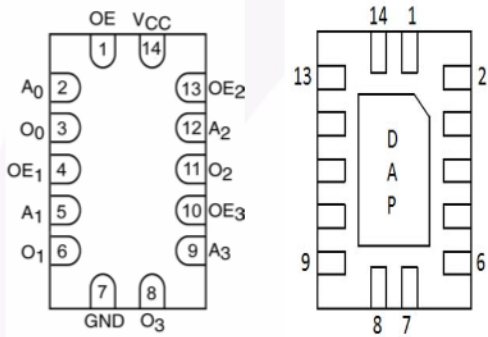 OE VCC
1 14
A0 2 13 OE2
O0 3 12 A2
OE1 4 11 O2
A1 5 10 OE3
O1 6 9 A3
7 8
GND O3
14 1
13 2
D
A
P
9 6
8 7